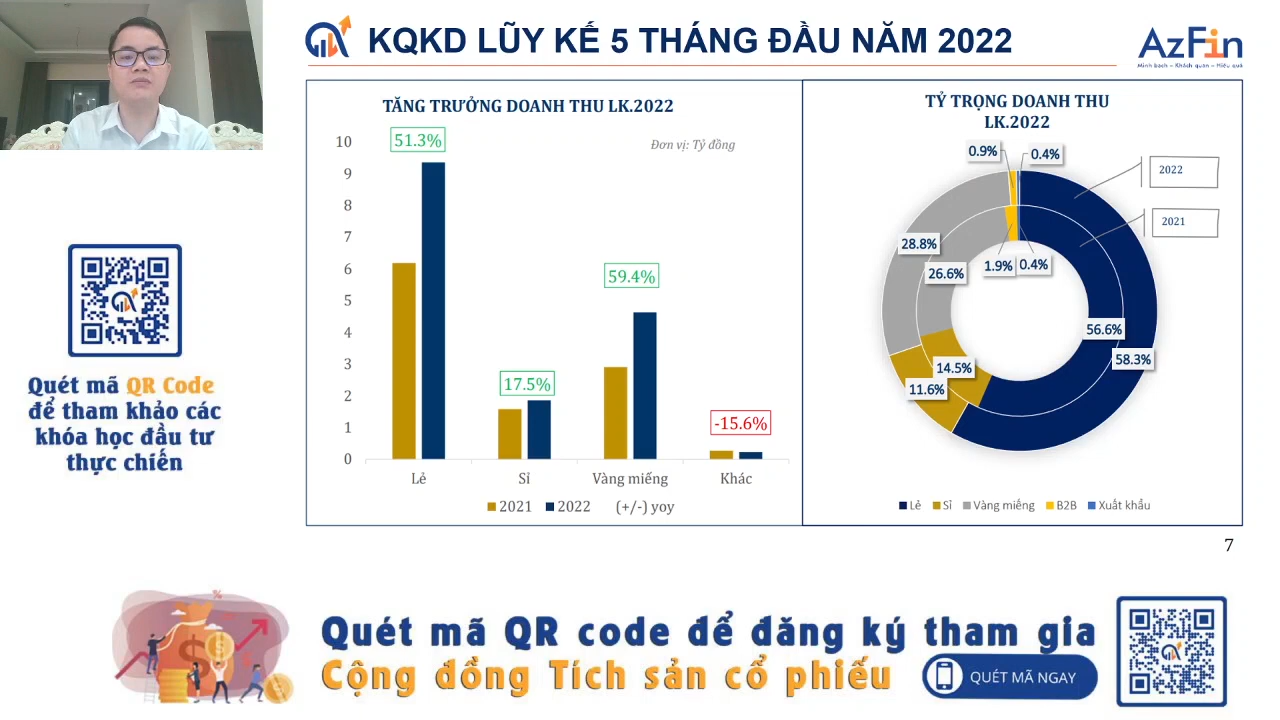 KQKD LŨY KẾ 5 THÁNG ĐẦU NĂM 2022
AzFin
Minh bạch – Khách quan – Hiệu quả
TĂNG TRƯỞNG DOANH THU LK.2022
Đơn vị: Tỷ đồng
10
9
8
7
6
5
4
3
2
1
0
51.3%
17.5%
59.4%
-15.6%
Lẻ
Sỉ
Vàng miếng
Khác
2021
2022
(+/-) yoy
TỶ TRỌNG DOANH THU
LK.2022
0.9%
0.4%
2022
2021
28.8%
26.6%
1.9%
0.4%
56.6%
58.3%
14.5%
11.6%
Lẻ
Sỉ
Vàng miếng
B2B
Xuất khẩu
7
Quét mã QR Code
để tham khảo các
khóa học đầu tư
thực chiến
Quét mã QR code để đăng ký tham gia
Cộng đồng Tích sản cổ phiếu
QUÉT MÃ NGAY